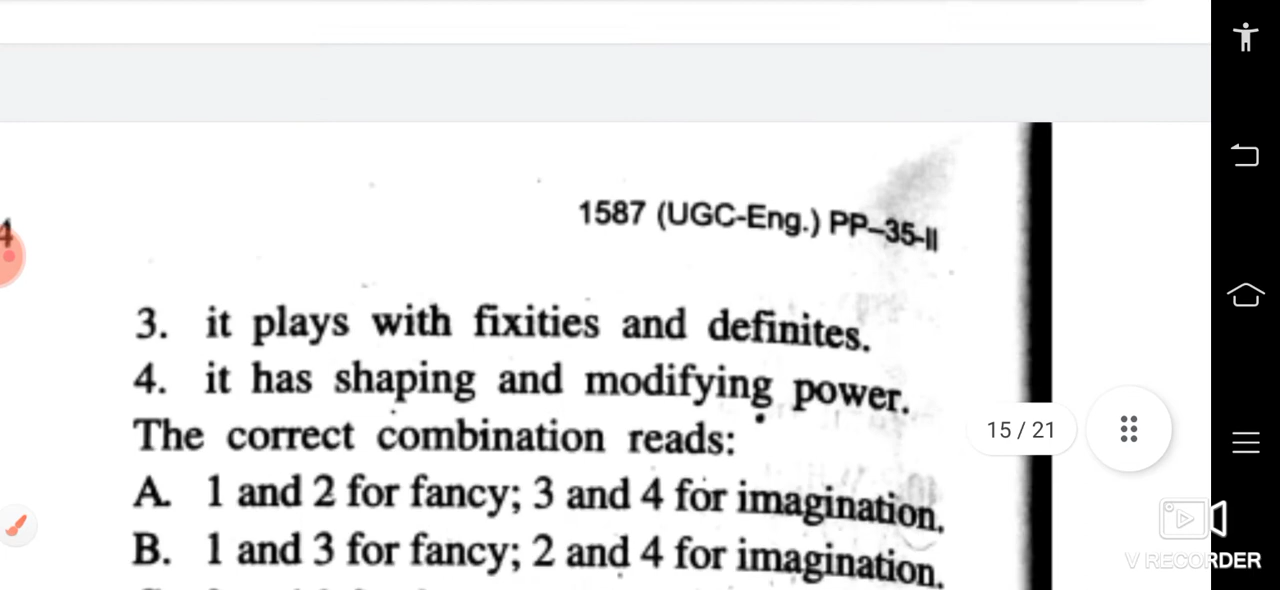 1587 (UGC-Eng.) PP-35-II
4
3. it plays with fixities and definites.
4. it has shaping and modifying power.
The correct combination reads:
A. 1 and 2 for fancy; 3 and 4 for imagination.
B. 1 and 3 for fancy; 2 and 4 for imagination.
15 / 21
V RECORDER